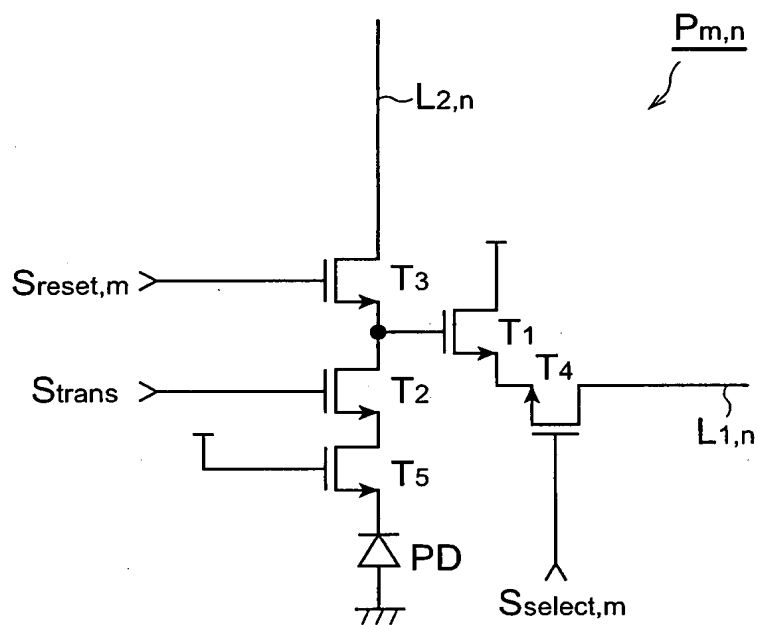 Pm,n
L2,n
Sreset,m
T3
T1
T4
Strans
T2
L1,n
T5
PD
Sselect,m